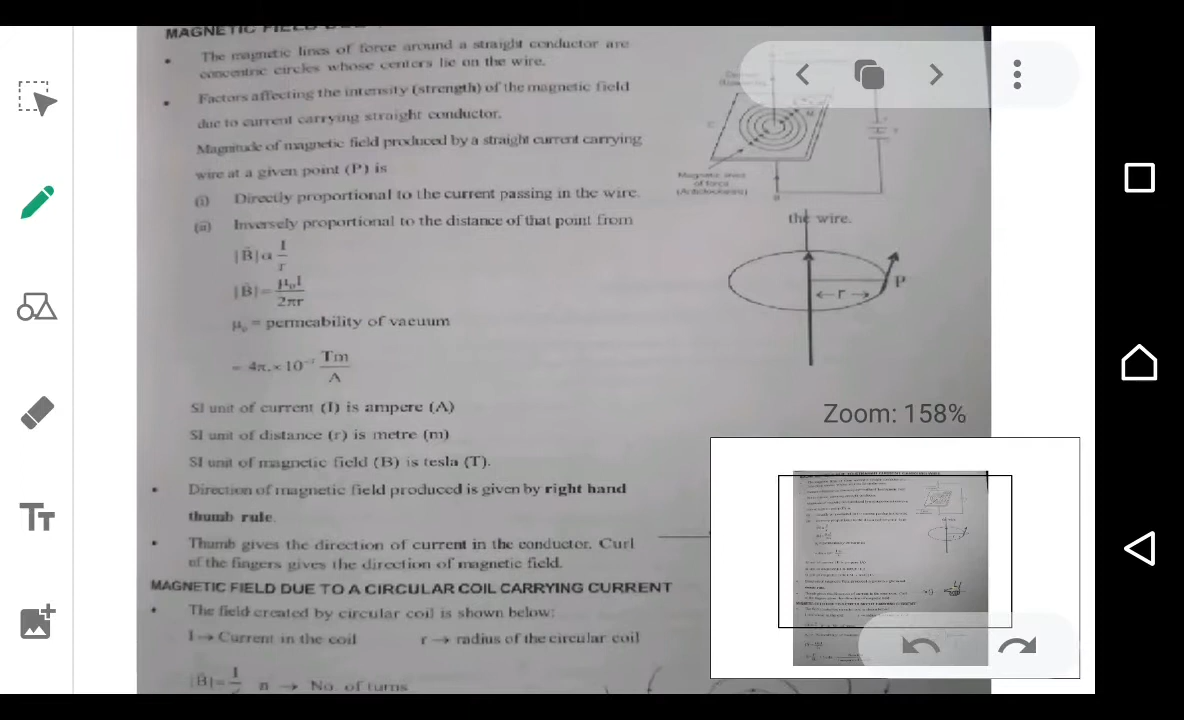 MAGNETIC FIELD DUE
• The magnetic lines of force around a straight conductor are
concentric circles whose centers lie on the wire.
• Factors affecting the intensity (strength) of the magnetic field
due to current carrying straight conductor.
Magnitude of magnetic field produced by a straight current carrying
wire at a given point (P) is
(i) Directly proportional to the current passing in the wire.
(ii) Inversely proportional to the distance of that point from
the wire.
|B⃗| α I/r
|B⃗| = μ₀I/2πr
μ₀ = permeability of vacuum
= 4π × 10⁻⁷ Tm/A
SI unit of current (I) is ampere (A)
SI unit of distance (r) is metre (m)
SI unit of magnetic field (B) is tesla (T).
• Direction of magnetic field produced is given by right hand
thumb rule.
• Thumb gives the direction of current in the conductor. Curl
of the fingers gives the direction of magnetic field.
MAGNETIC FIELD DUE TO A CIRCULAR COIL CARRYING CURRENT
• The field created by circular coil is shown below:
I → Current in the coil r → radius of the circular coil
n → No. of turns
Magnetic lines
of force
(Anticlockwise)
P
r
Zoom: 158%
TT